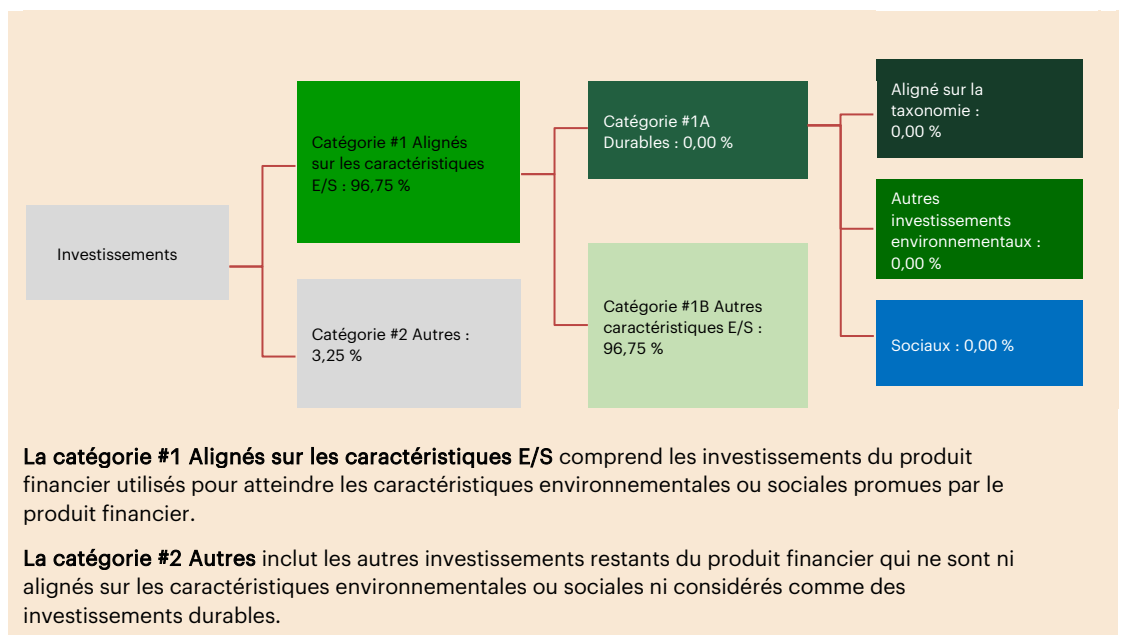 Investissements
Catégorie #1 Alignés
sur les caractéristiques
E/S : 96,75 %
Catégorie #2 Autres :
3,25 %
Catégorie #1A
Durables : 0,00 %
Catégorie #1B Autres
caractéristiques E/S :
96,75 %
Aligné sur la
taxonomie :
0,00 %
Autres
investissements
environnementaux :
0,00 %
Sociaux : 0,00 %
La catégorie #1 Alignés sur les caractéristiques E/S comprend les investissements du produit
financier utilisés pour atteindre les caractéristiques environnementales ou sociales promues par le
produit financier.
La catégorie #2 Autres inclut les autres investissements restants du produit financier qui ne sont ni
alignés sur les caractéristiques environnementales ou sociales ni considérés comme des
investissements durables.